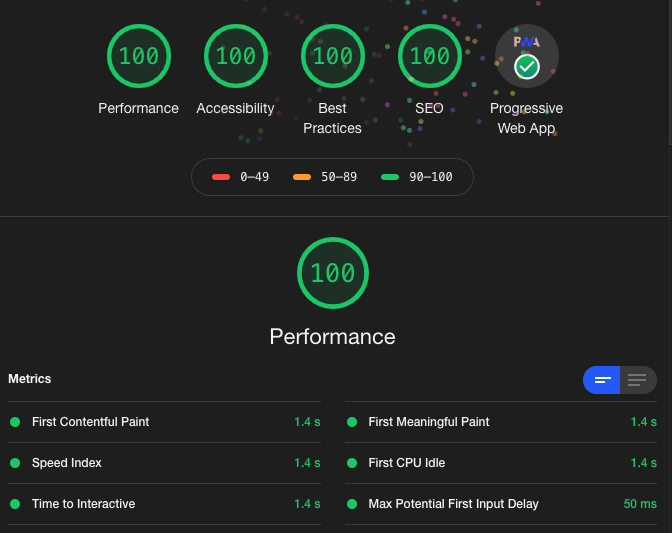 100 100 100 100 PWA
Performance Accessibility Best Practices SEO Progressive Web App
0–49 50–89 90–100
100
Performance
Metrics
First Contentful Paint 1.4 s
First Meaningful Paint 1.4 s
Speed Index 1.4 s
First CPU Idle 1.4 s
Time to Interactive 1.4 s
Max Potential First Input Delay 50 ms